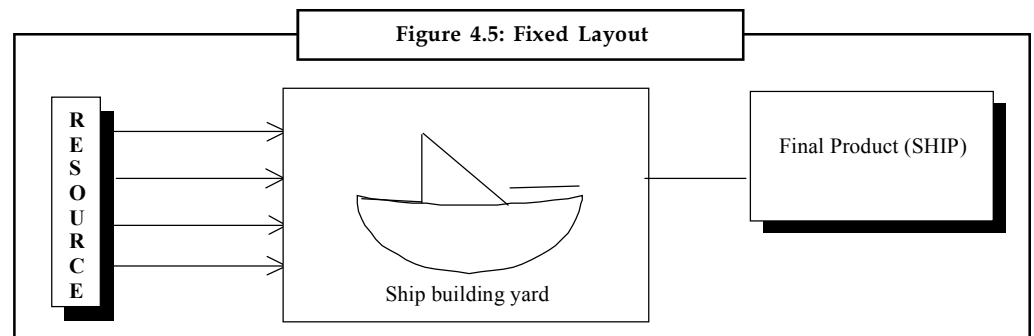 Figure 4.5: Fixed Layout
R
E
S
O
U
R
C
E
Ship building yard
Final Product (SHIP)